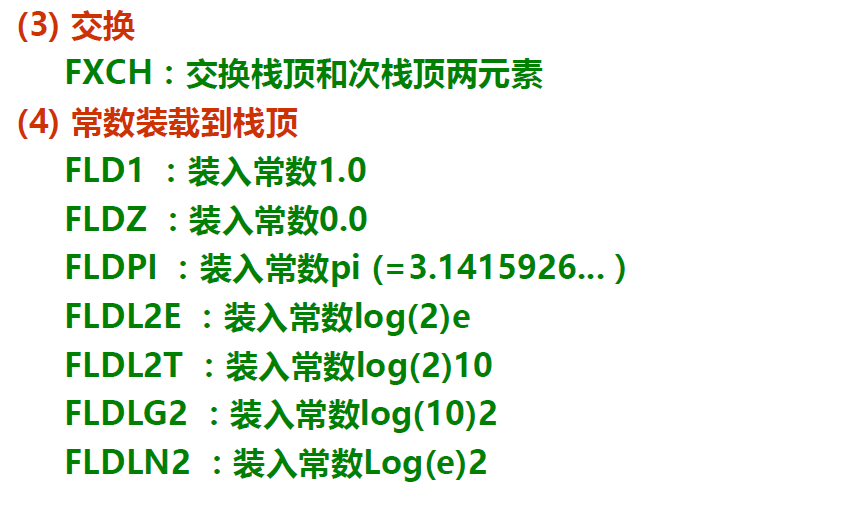 (3) 交换
FXCH：交换栈顶和次栈顶两元素
(4) 常数装载到栈顶
FLD1 ：装入常数1.0
FLDZ ：装入常数0.0
FLDPI ：装入常数pi (=3.1415926... )
FLDL2E ：装入常数log(2)e
FLDL2T ：装入常数log(2)10
FLDLG2 ：装入常数log(10)2
FLDLN2 ：装入常数Log(e)2